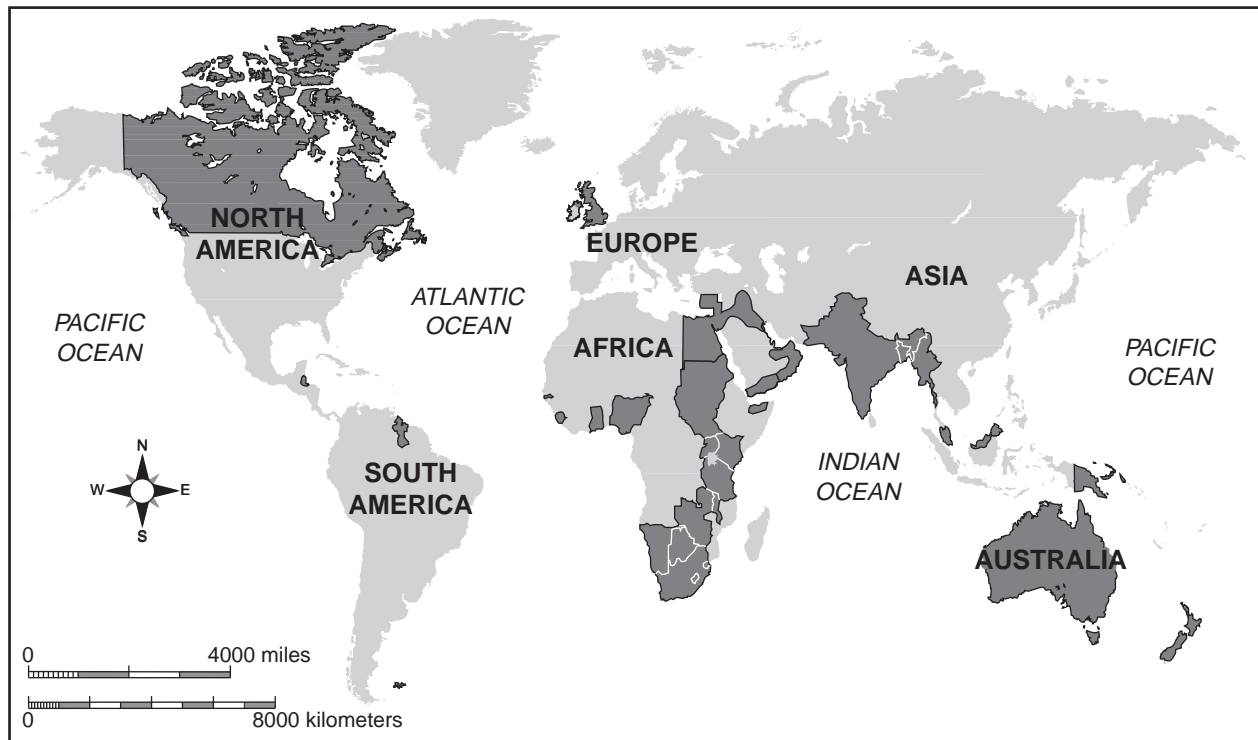 NORTH
AMERICA
EUROPE
ASIA
ATLANTIC
OCEAN
PACIFIC
OCEAN
AFRICA
PACIFIC
OCEAN
N
W E
S
SOUTH
AMERICA
INDIAN
OCEAN
AUSTRALIA
0 4000 miles
0 8000 kilometers